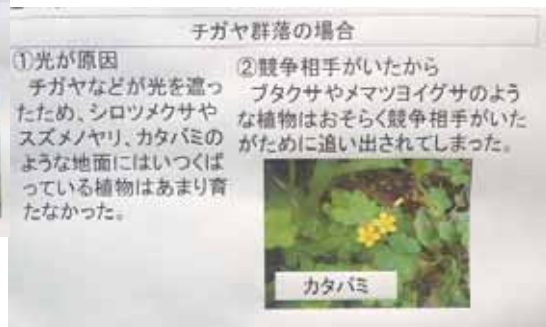 チガヤ群落の場合
①光が原因
チガヤなどが光を遮っ
たため、シロツメクサや
スズメノヤリ、カタバミの
ような地面にはいつくば
っている植物はあまり育
たなかった。
②競争相手がいたから
ブタクサやメマツヨイグサのよう
な植物はおそらく競争相手がいた
がために追い出されてしまった。
カタバミ